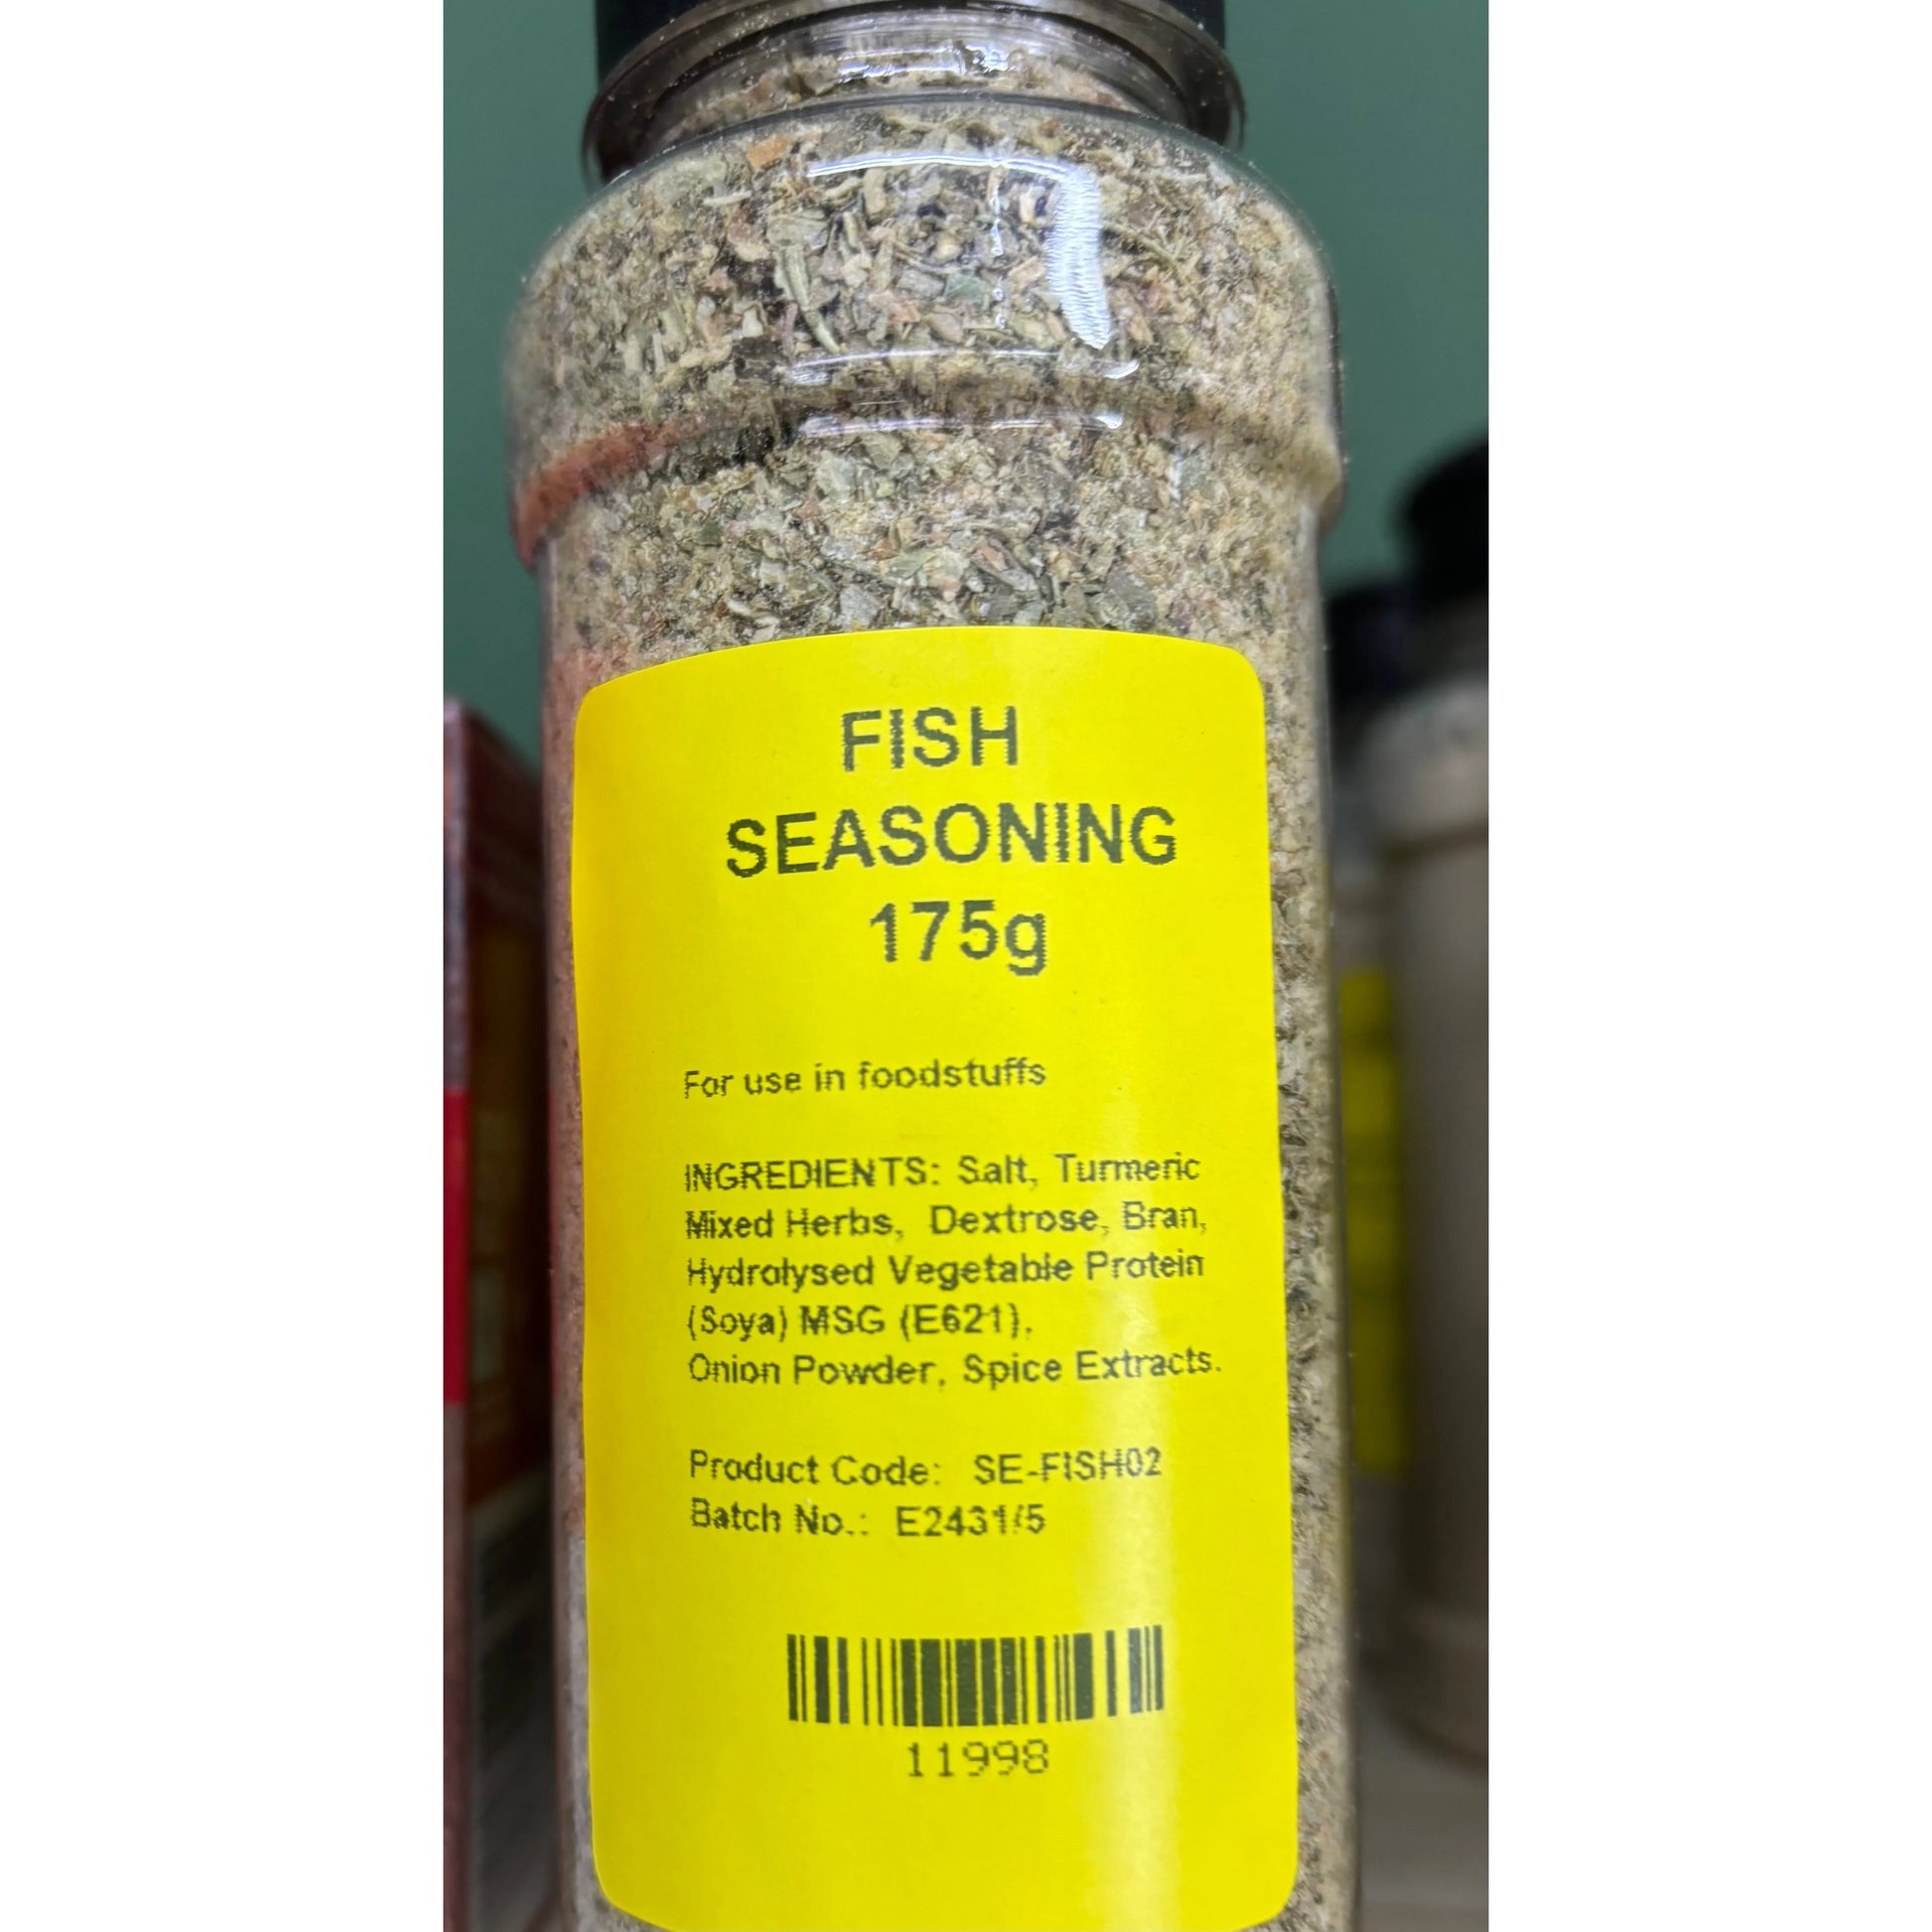 FISH
SEASONING
175g
For use in foodstuffs
INGREDIENTS: Salt, Turmeric
Mixed Herbs, Dextrose, Bran,
Hydrolysed Vegetable Protein
(Soya) MSG (E621).
Onion Powder, Spice Extracts.
Product Code: SE-FISH02
Batch No.: E2431/5
11998